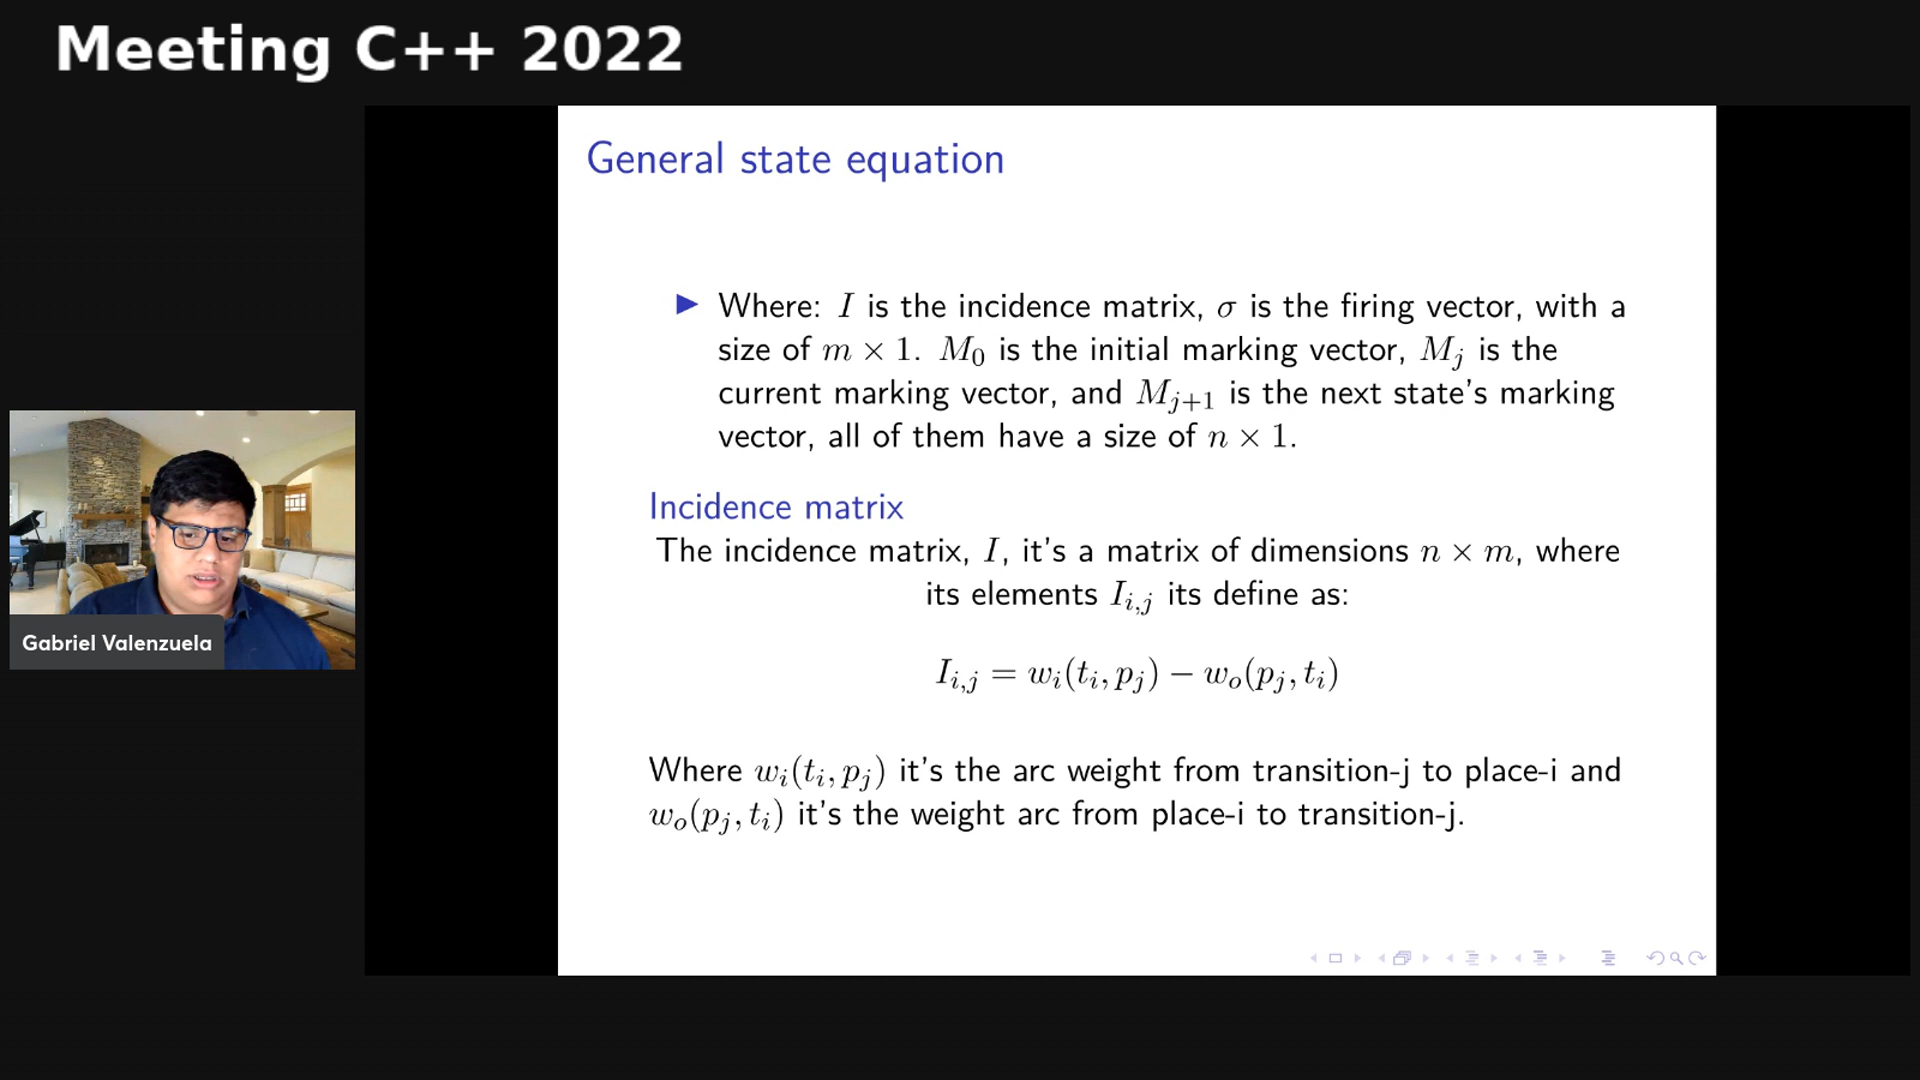 Meeting C++ 2022
General state equation
▶ Where: I is the incidence matrix, σ is the firing vector, with a
size of m × 1. M₀ is the initial marking vector, Mⱼ is the
current marking vector, and Mⱼ₊₁ is the next state's marking
vector, all of them have a size of n × 1.
Incidence matrix
The incidence matrix, I, it's a matrix of dimensions n × m, where
its elements Iᵢ,ⱼ its define as:
Iᵢ,ⱼ = wᵢ(tᵢ, pⱼ) − wₒ(pⱼ, tᵢ)
Where wᵢ(tᵢ, pⱼ) it's the arc weight from transition-j to place-i and
wₒ(pⱼ, tᵢ) it's the weight arc from place-i to transition-j.
Gabriel Valenzuela